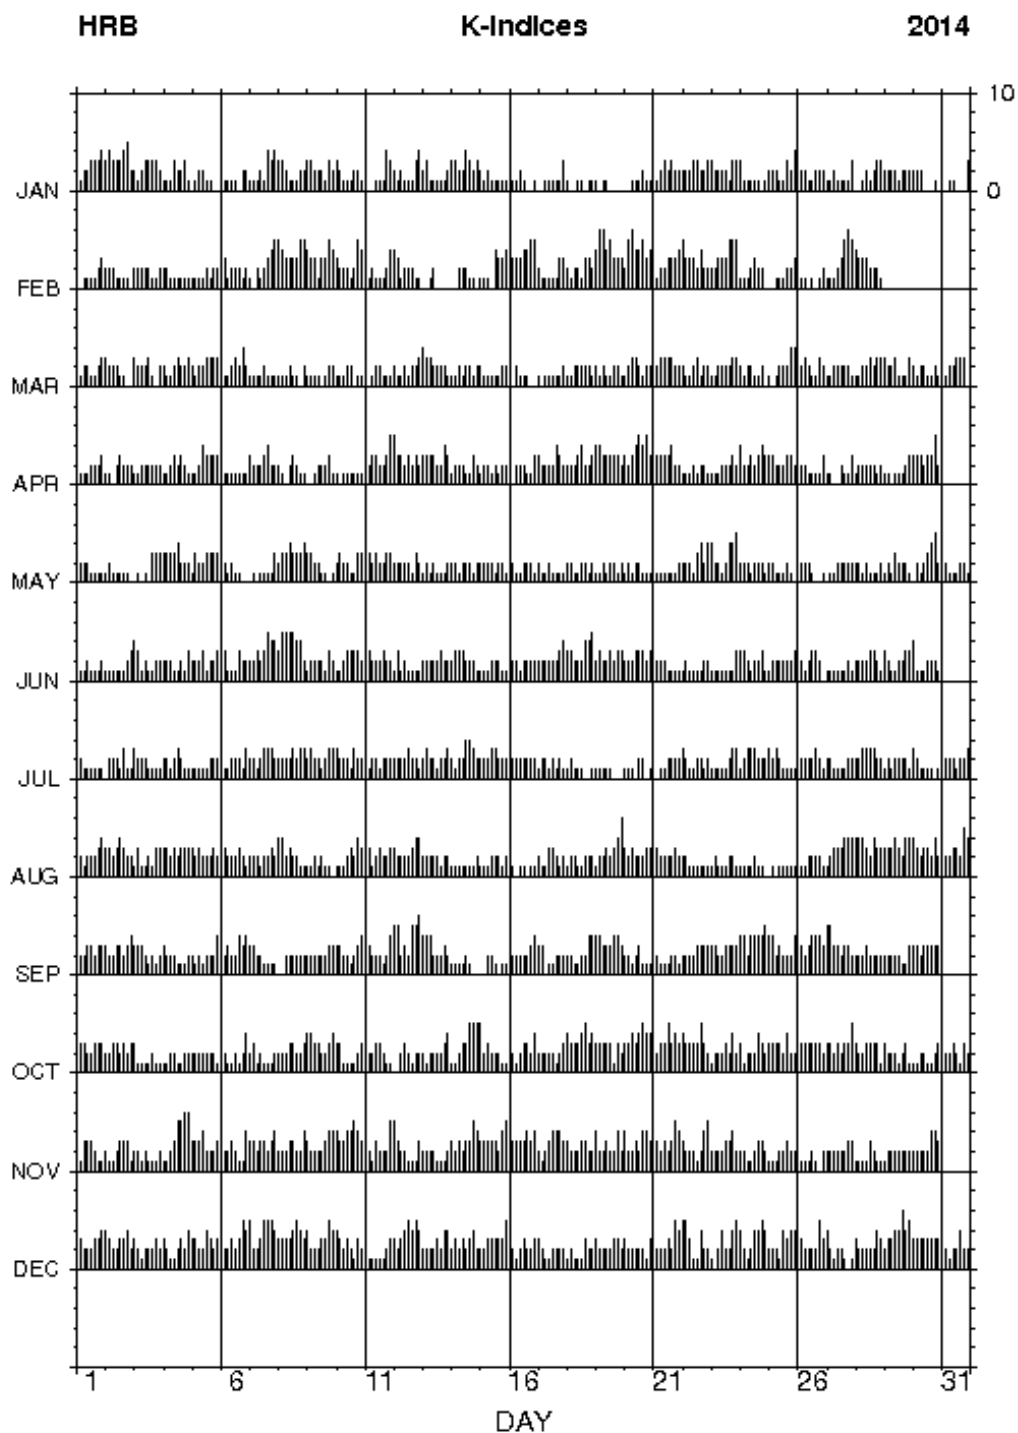 HRB K-Indices 2014
10
JAN 0
FEB
MAR
APR
MAY
JUN
JUL
AUG
SEP
OCT
NOV
DEC
1 6 11 16 21 26 31
DAY